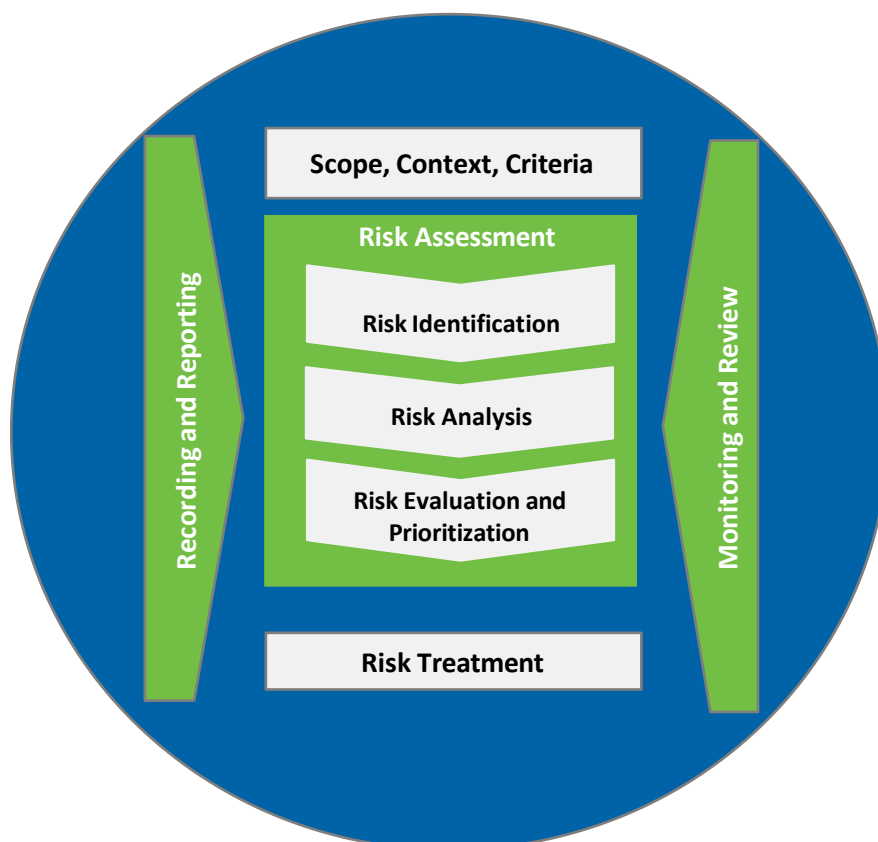 Scope, Context, Criteria
Risk Assessment
Risk Identification
Risk Analysis
Risk Evaluation and
Prioritization
Risk Treatment
Recording and Reporting
Monitoring and Review